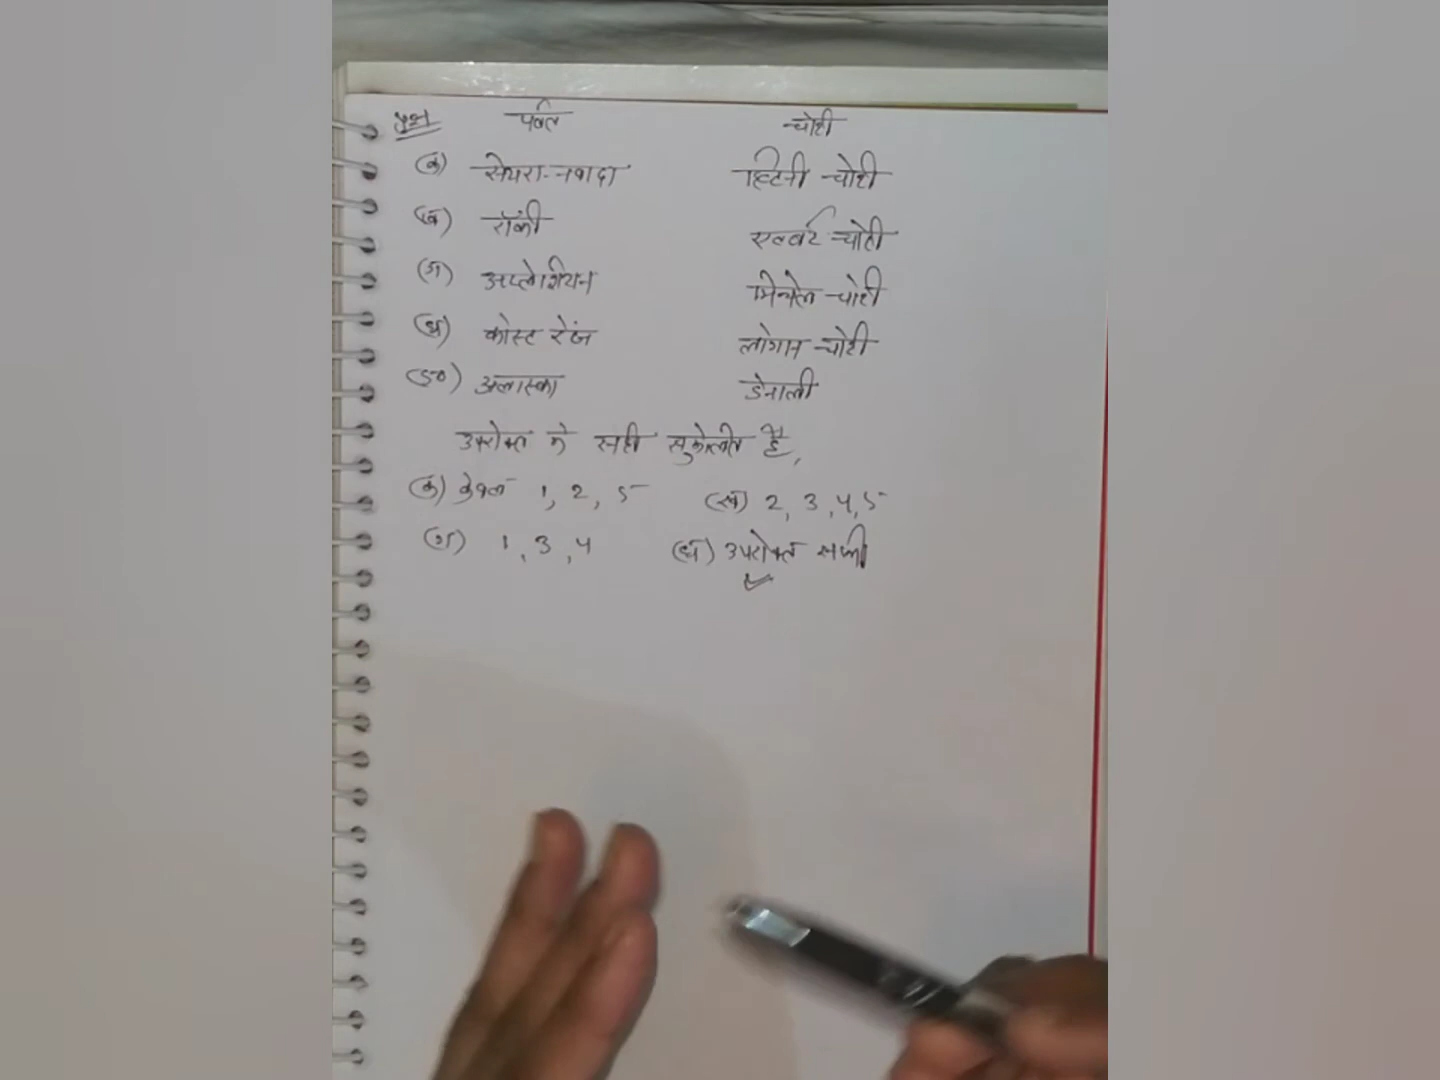 प्रश्न पर्वत चोटी
(क) सियरा-नवादा व्हिटनी चोटी
(ख) रॉकी एल्बर्ट चोटी
(ग) अप्लेशियन मिचेल चोटी
(घ) कोस्ट रेंज लोगान चोटी
(ङ) अलास्का डेनाली
उपरोक्त में सही सुमेलित है,
(क) केवल 1, 2, 5 (ख) 2, 3, 4, 5
(ग) 1, 3, 4 (घ) उपरोक्त सभी